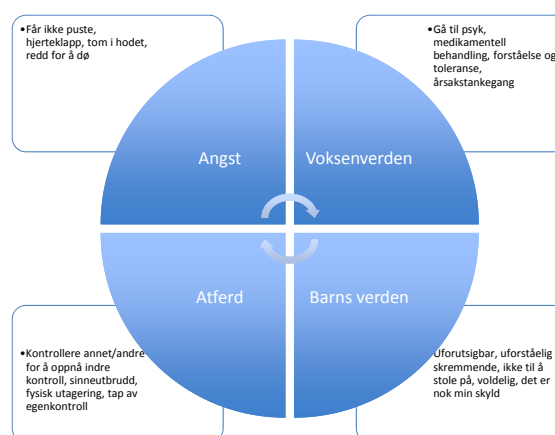 •Får ikke puste,
hjerteklapp, tom i hodet,
redd for å dø
•Gå til psyk,
medikamentell
behandling, forståelse og
toleranse,
årsakstankegang
Angst
Voksenverden
Atferd
Barns verden
•Kontrollere annet/andre
for å oppnå indre
kontroll, sinneutbrudd,
fysisk utagering, tap av
egenkontroll
Uforutsigbar, uforståelig
skremmende, ikke til å
stole på, voldelig, det er
nok min skyld